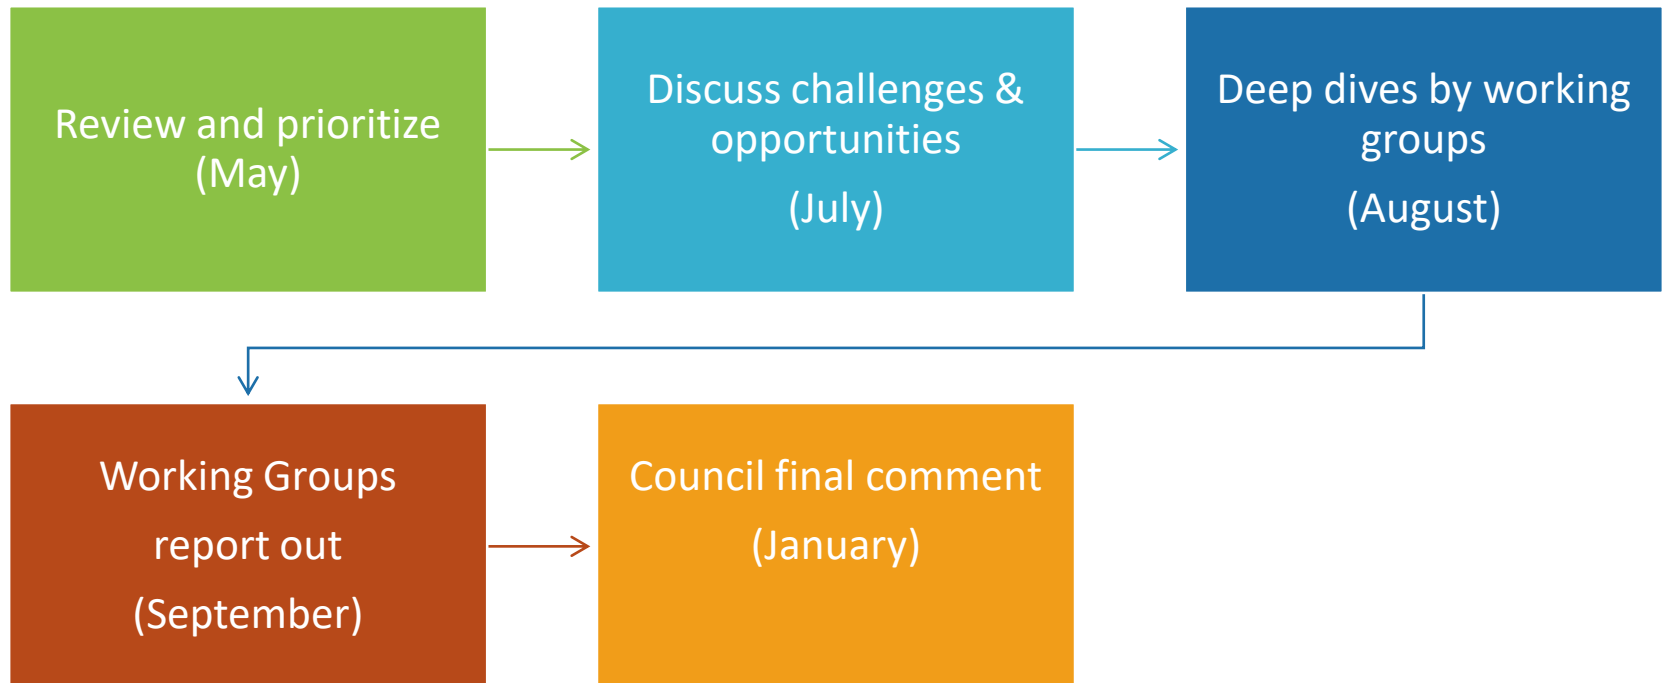 Review and prioritize
(May)
Discuss challenges &
opportunities
(July)
Deep dives by working
groups
(August)
Working Groups
report out
(September)
Council final comment
(January)